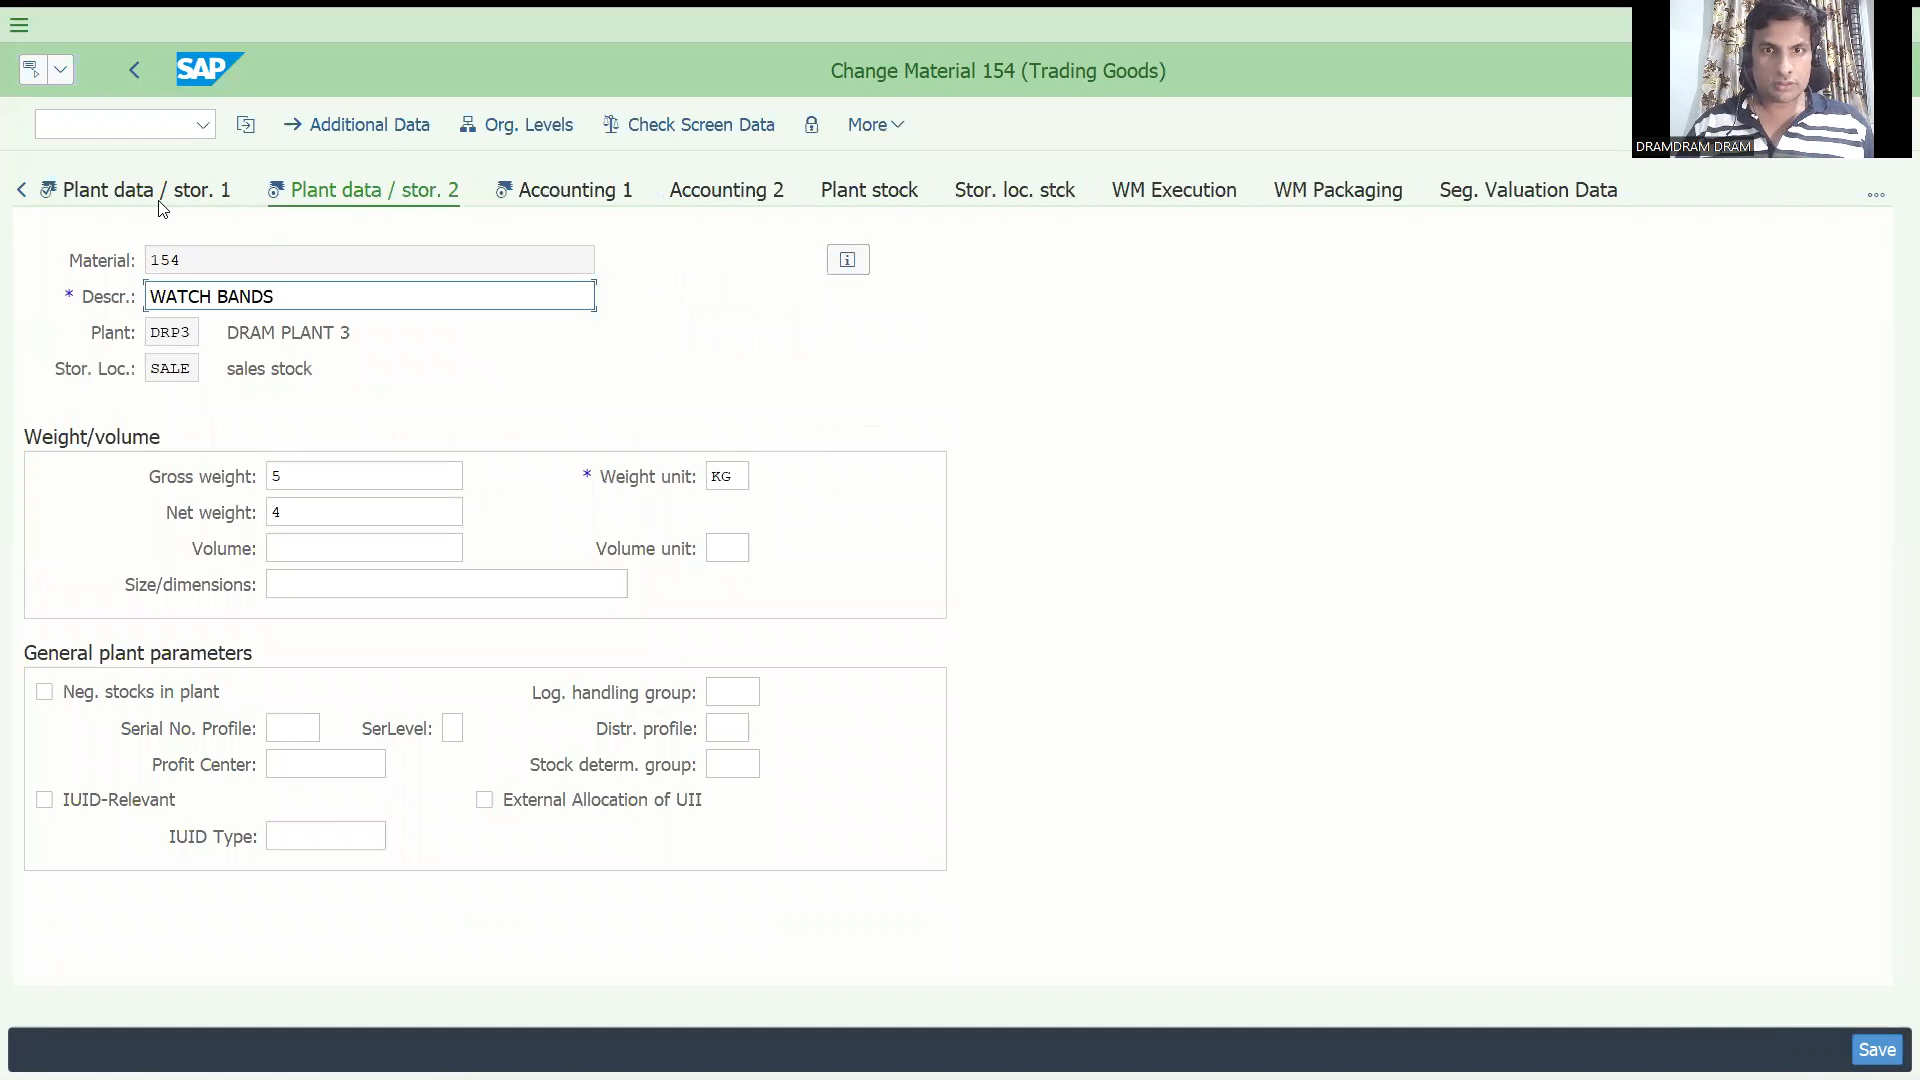 SAP
Change Material 154 (Trading Goods)
Additional Data
Org. Levels
Check Screen Data
More
DRAMDRAM DRAM
Plant data / stor. 1
Plant data / stor. 2
Accounting 1
Accounting 2
Plant stock
Stor. loc. stck
WM Execution
WM Packaging
Seg. Valuation Data
...
Material: 154
* Descr.: WATCH BANDS
Plant: DRP3 DRAM PLANT 3
Stor. Loc.: SALE sales stock
Weight/volume
Gross weight: 5 * Weight unit: KG
Net weight: 4
Volume: Volume unit:
Size/dimensions:
General plant parameters
Neg. stocks in plant Log. handling group:
Serial No. Profile: SerLevel: Distr. profile:
Profit Center: Stock determ. group:
IUID-Relevant External Allocation of UII
IUID Type:
Save